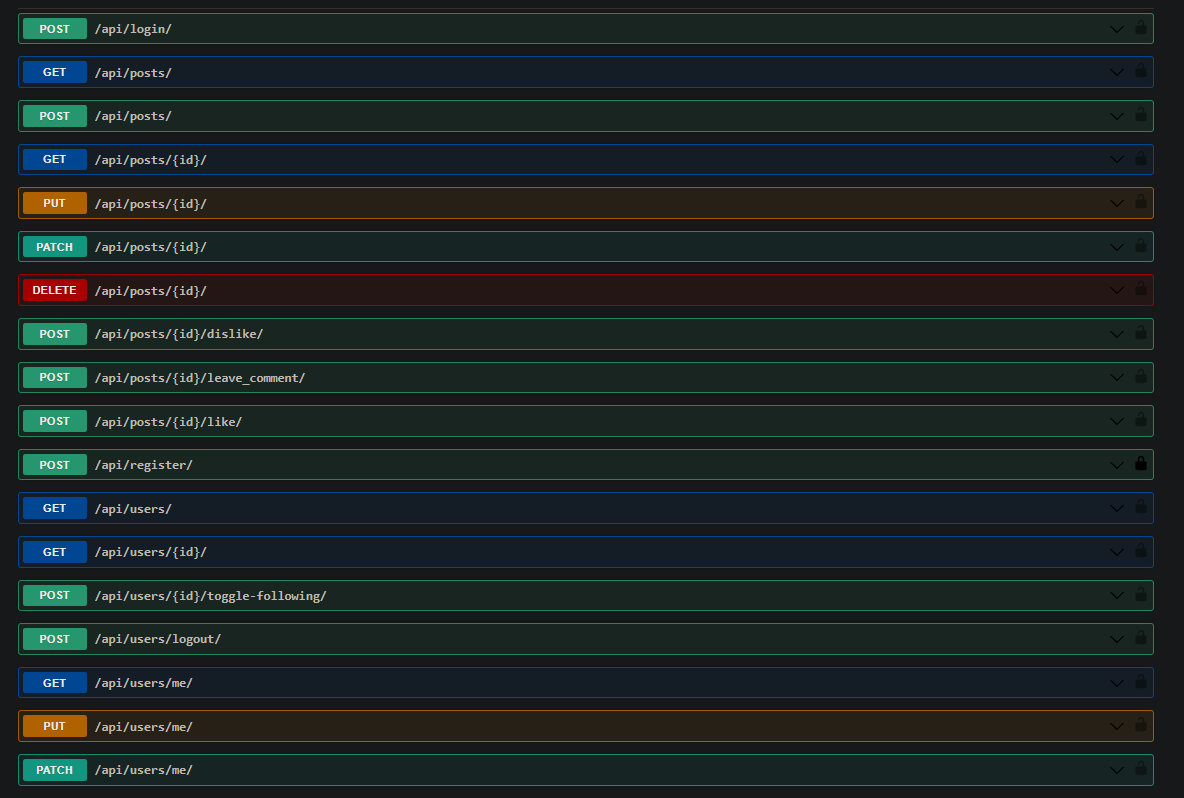 POST /api/login/
GET /api/posts/
POST /api/posts/
GET /api/posts/{id}/
PUT /api/posts/{id}/
PATCH /api/posts/{id}/
DELETE /api/posts/{id}/
POST /api/posts/{id}/dislike/
POST /api/posts/{id}/leave_comment/
POST /api/posts/{id}/like/
POST /api/register/
GET /api/users/
GET /api/users/{id}/
POST /api/users/{id}/toggle-following/
POST /api/users/logout/
GET /api/users/me/
PUT /api/users/me/
PATCH /api/users/me/